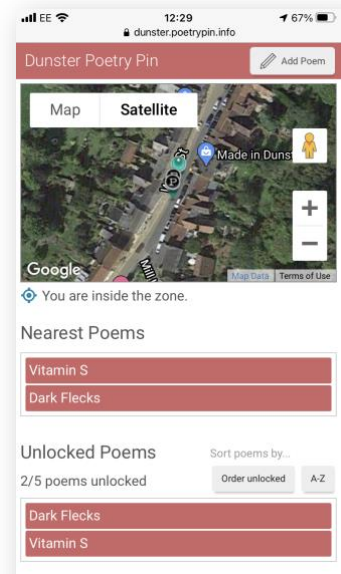 EE 12:29 67%
dunster.poetrypin.info
Dunster Poetry Pin Add Poem
Map Satellite
Made in Dunst
P
+
−
Google Map Data Terms of Use
You are inside the zone.
Nearest Poems
Vitamin S
Dark Flecks
Unlocked Poems Sort poems by...
2/5 poems unlocked Order unlocked A-Z
Dark Flecks
Vitamin S